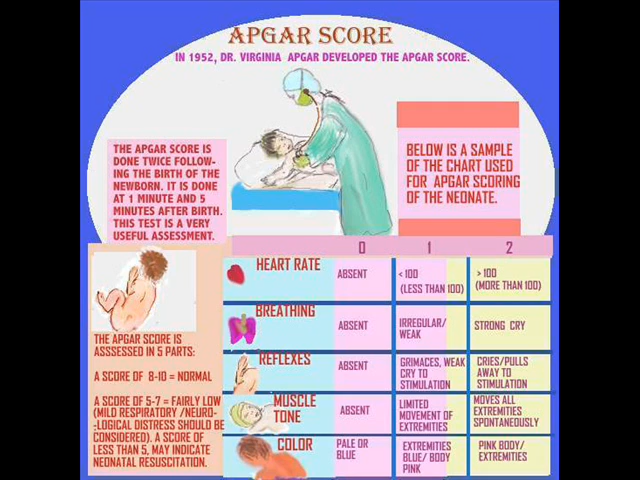 APGAR SCORE
IN 1952, DR. VIRGINIA APGAR DEVELOPED THE APGAR SCORE.
THE APGAR SCORE IS
DONE TWICE FOLLOW-
ING THE BIRTH OF THE
NEWBORN. IT IS DONE
AT 1 MINUTE AND 5
MINUTES AFTER BIRTH.
THIS TEST IS A VERY
USEFUL ASSESSMENT.
BELOW IS A SAMPLE
OF THE CHART USED
FOR APGAR SCORING
OF THE NEONATE.
THE APGAR SCORE IS
ASSSESSED IN 5 PARTS:
A SCORE OF 8-10 = NORMAL
A SCORE OF 5-7 = FAIRLY LOW
(MILD RESPIRATORY /NEURO-
-LOGICAL DISTRESS SHOULD BE
CONSIDERED). A SCORE OF
LESS THAN 5, MAY INDICATE
NEONATAL RESUSCITATION.
0 1 2
HEART RATE
ABSENT
< 100
(LESS THAN 100)
> 100
(MORE THAN 100)
BREATHING
ABSENT
IRREGULAR/
WEAK
STRONG CRY
REFLEXES
ABSENT
GRIMACES, WEAK
CRY TO
STIMULATION
CRIES/PULLS
AWAY TO
STIMULATION
MUSCLE
TONE
ABSENT
LIMITED
MOVEMENT OF
EXTREMITIES
MOVES ALL
EXTREMITIES
SPONTANEOUSLY
COLOR
PALE OR
BLUE
EXTREMITIES
BLUE/ BODY
PINK
PINK BODY/
EXTREMITIES